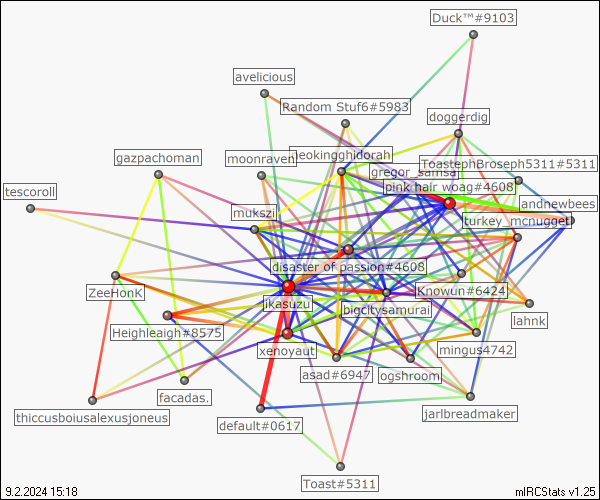 Duck™#9103
avelicious
Random Stuf6#5983
doggerdig
gazpachoman
moonraven
neokingghidorah
gregor_samsa
ToastephBroseph5311#5311
tescoroll
pink hair woag#4608
andrewbees
mukszi
turkey_mcnugget
disaster of passion#4608
ZeeHonK
ikasuzu
Knowun#6424
bigcitysamurai
lahnk
Heighleaigh#8575
xenoyaut
mingus4742
asad#6947
ogshroom
facadas.
thiccusboiusalexusjoneus
jarlbreadmaker
default#0617
Toast#5311
9.2.2024 15:18
mIRCStats v1.25